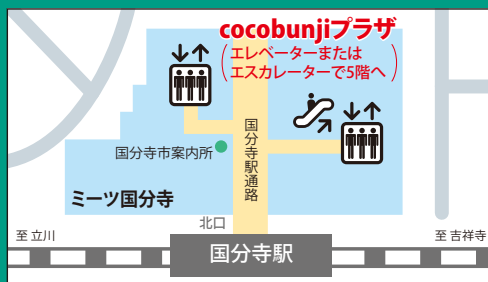 cocobunjiプラザ
(エレベーターまたは
エスカレーターで5階へ)
国分寺駅通路
国分寺市案内所
ミーツ国分寺
北口
至 立川
至 吉祥寺
国分寺駅